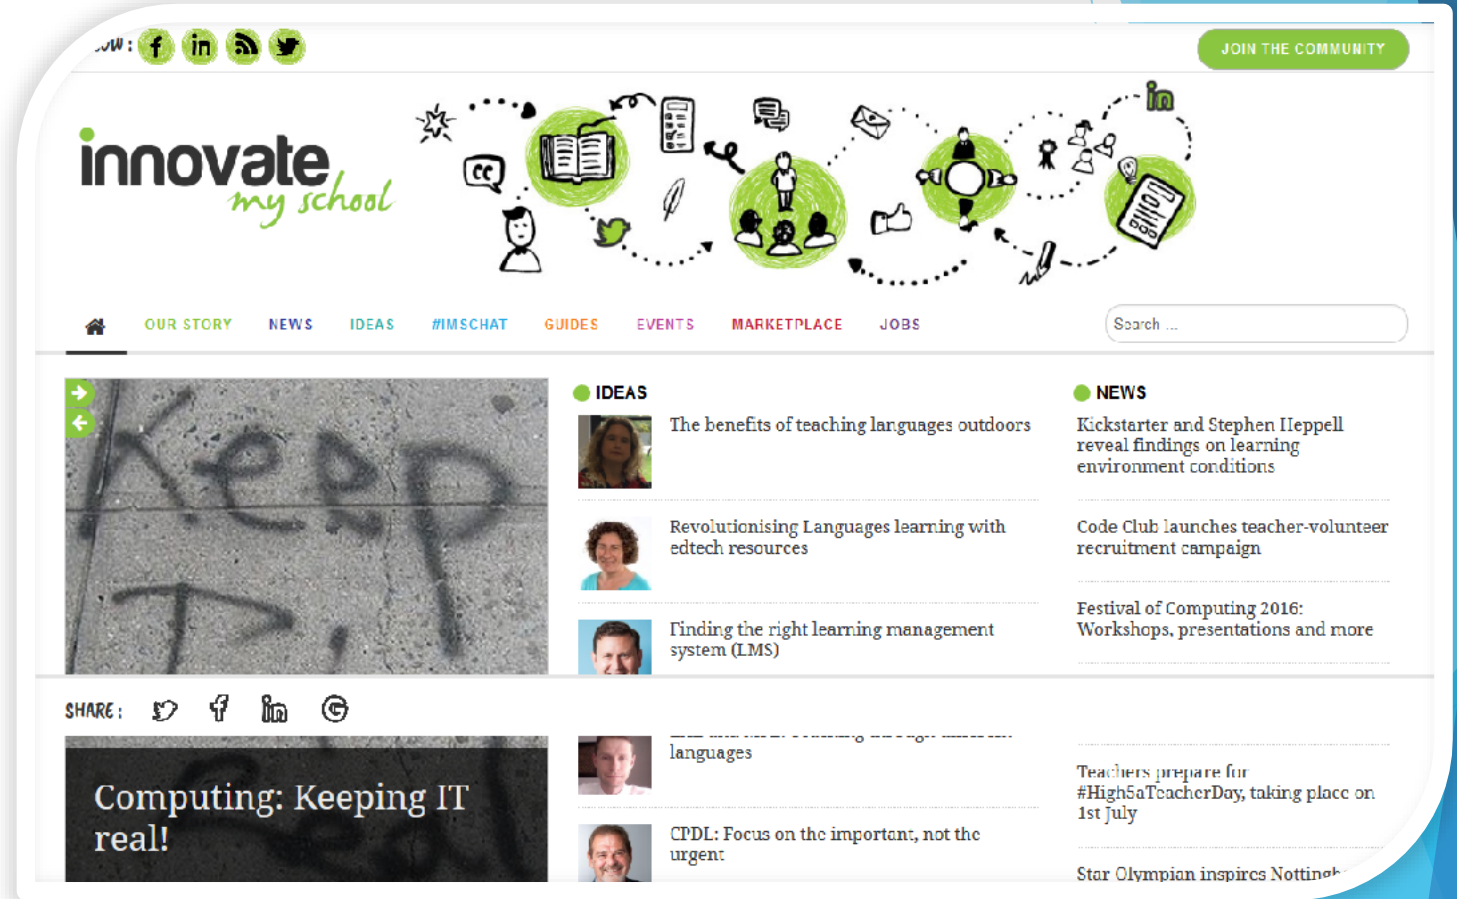 JOIN THE COMMUNITY
innovate
my school
cc
in
OUR STORY NEWS IDEAS #IMSCHAT GUIDES EVENTS MARKETPLACE JOBS
Search ...
Keep
IDEAS
The benefits of teaching languages outdoors
Revolutionising Languages learning with
edtech resources
Finding the right learning management
system (LMS)
NEWS
Kickstarter and Stephen Heppell
reveal findings on learning
environment conditions
Code Club launches teacher-volunteer
recruitment campaign
Festival of Computing 2016:
Workshops, presentations and more
SHARE:
Computing: Keeping IT
real!
languages
CPDL: Focus on the important, not the
urgent
Teachers prepare for
#High5aTeacherDay, taking place on
1st July
Star Olympian inspires